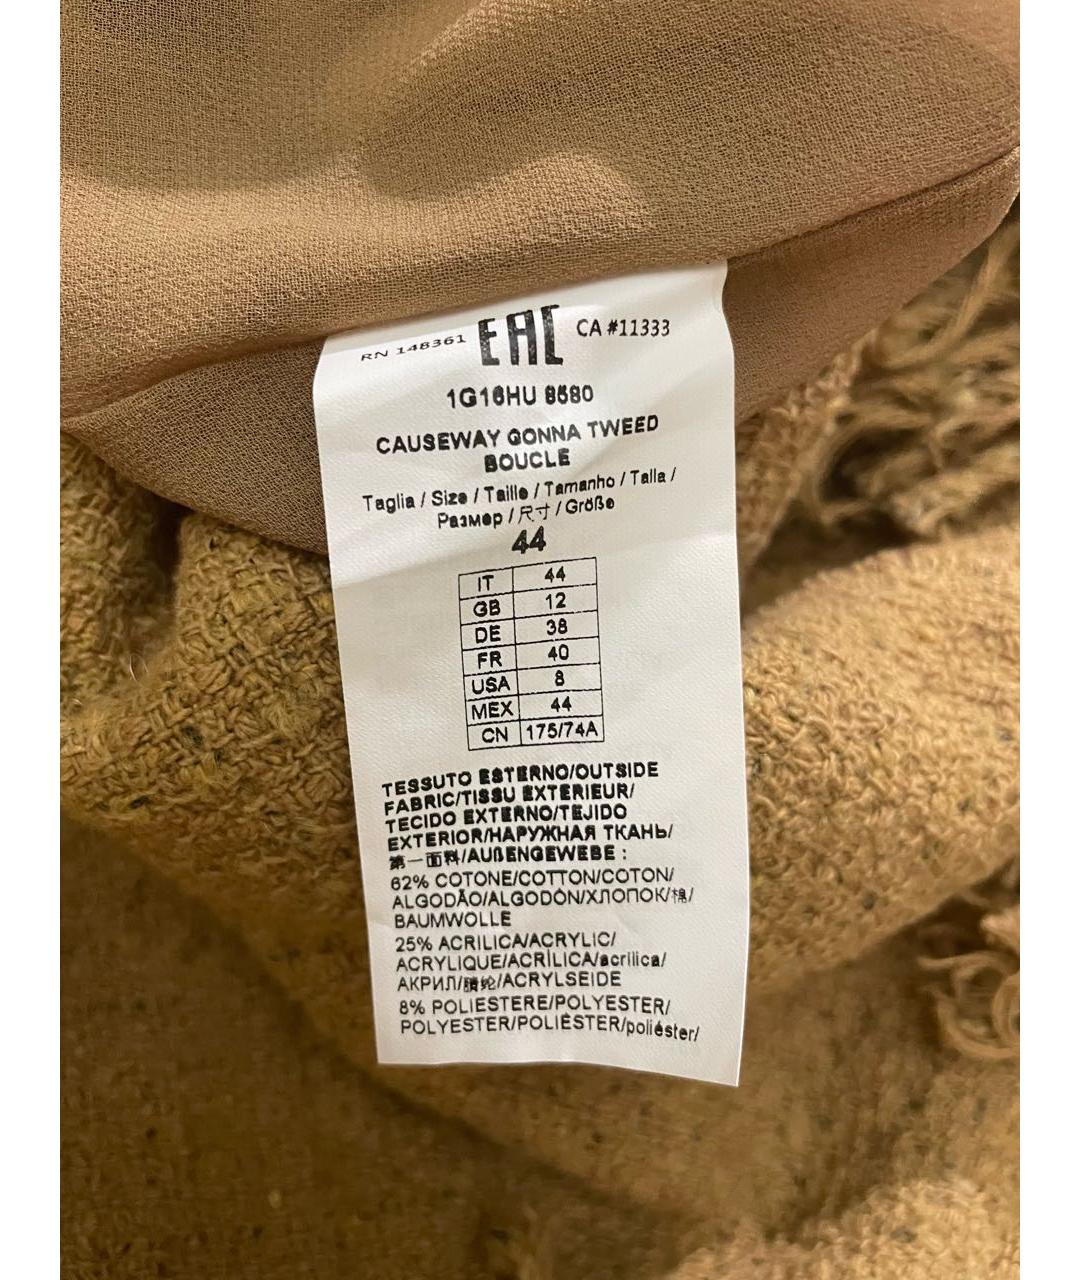 RN 148361 EAC CA #11333
1G16HU 8580
CAUSEWAY GONNA TWEED
BOUCLE
Taglia / Size / Taille / Tamanho / Talla /
Размер / 尺寸 / Größe
44
IT 44
GB 12
DE 38
FR 40
USA 8
MEX 44
CN 175/74A
TESSUTO ESTERNO/OUTSIDE
FABRIC/TISSU EXTERIEUR/
TECIDO EXTERNO/TEJIDO
EXTERIOR/НАРУЖНАЯ ТКАНЬ/
第一面料/AUßENGEWEBE :
62% COTONE/COTTON/COTON/
ALGODÃO/ALGODÓN/ХЛОПОК/棉/
BAUMWOLLE
25% ACRILICA/ACRYLIC/
ACRYLIQUE/ACRÍLICA/acrilica/
АКРИЛ/腈纶/ACRYLSEIDE
8% POLIESTERE/POLYESTER/
POLYESTER/POLIÉSTER/poliéster/